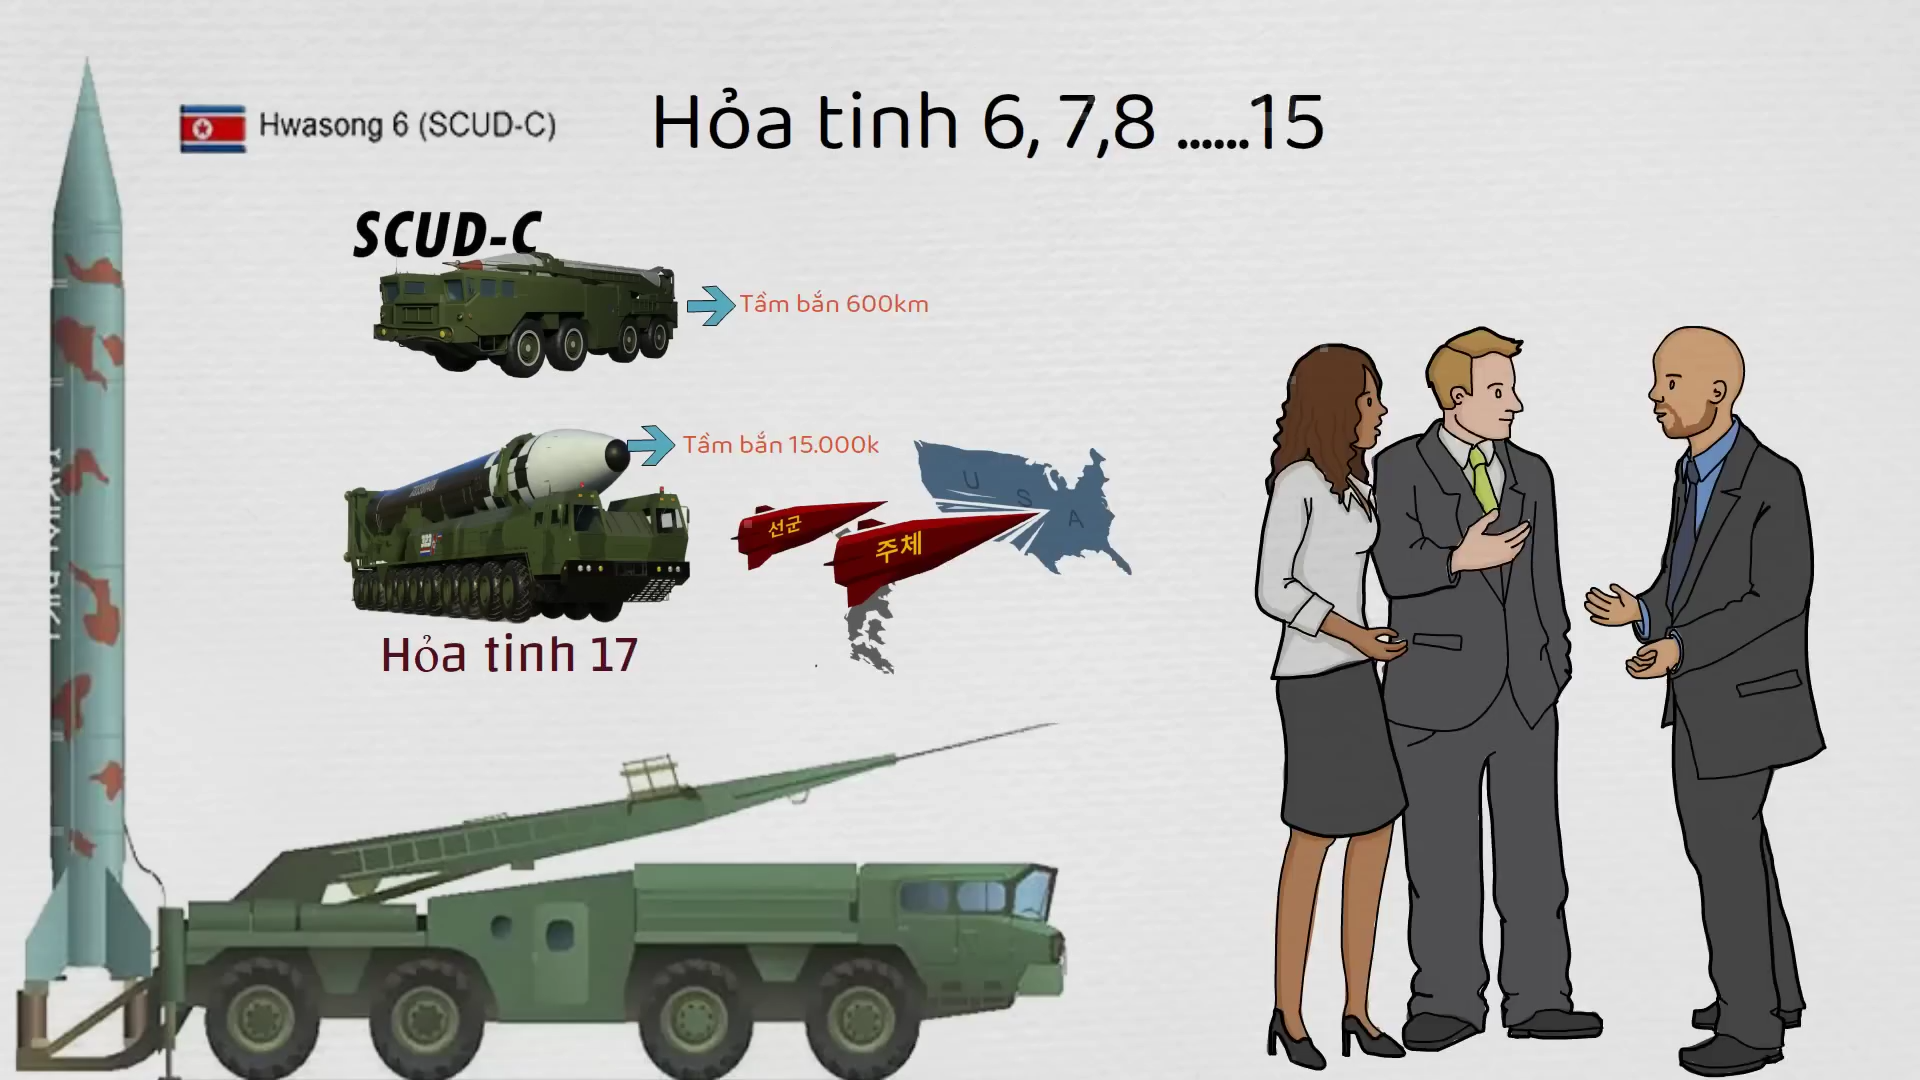 Hwasong 6 (SCUD-C)
Hỏa tinh 6, 7,8 ......15
SCUD-C
Tầm bắn 600km
Tầm bắn 15.000k
U S A
선군
주체
Hỏa tinh 17